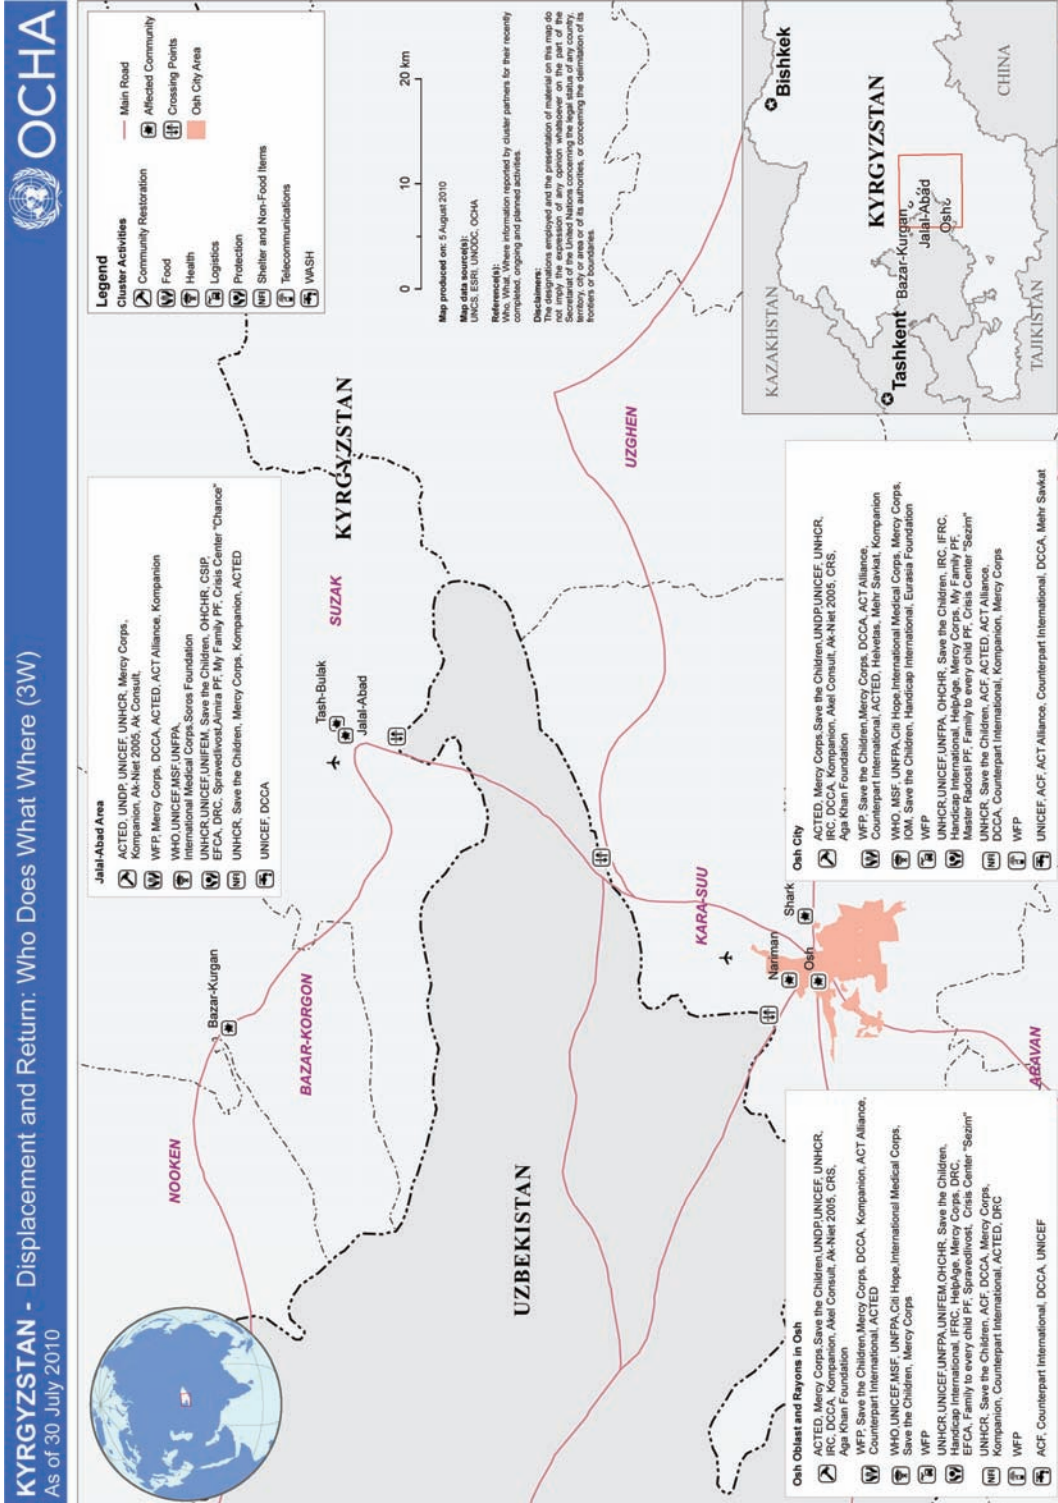 KYRGYZSTAN - - Displacement and Return: Who Does What Where (3W)
As of 30 July 2010
OCHA
Legend
Cluster Activities
Community Restoration
Food
Health
Logistics
Protection
NFI Shelter and Non-Food Items
Telecommunications
WASH
Main Road
Affected Community
Crossing Points
Osh City Area
0 10 20 km
Map produced on: 5 August 2010
Map data source(s):
UNCS, ESRI, UNODC, OCHA
Reference(s):
Who, What, Where information reported by cluster partners for their recently
completed, ongoing and planned activities.
Disclaimers:
The designations employed and the presentation of material on this map do
not imply the expression of any opinion whatsoever on the part of the
Secretariat of the United Nations concerning the legal status of any country,
territory, city or area or of its authorities, or concerning the delimitation of its
frontiers or boundaries.
Jalal-Abad Area
ACTED, UNDP, UNICEF, UNHCR, Mercy Corps,
Kompanion, Ak-Niet 2005, Ak Consult,
WFP, Mercy Corps, DCCA, ACTED, ACT Alliance, Kompanion
WHO,UNICEF,MSF,UNFPA,
International Medical Corps,Soros Foundation
UNHCR,UNICEF,UNIFEM, Save the Children, OHCHR, CSIP,
EFCA, DRC, Spravedlivost,Aimira PF, My Family PF, Crisis Center "Chance"
NFI UNHCR, Save the Children, Mercy Corps, Kompanion, ACTED
UNICEF, DCCA
KYRGYZSTAN
SUZAK
Tash-Bulak
Jalal-Abad
UZGHEN
Bazar-Kurgan
BAZAR-KORGON
NOOKEN
UZBEKISTAN
KARA-SUU
Nariman
Shark
Osh
ARAVAN
Osh Oblast and Rayons in Osh
ACTED, Mercy Corps,Save the Children,UNDP,UNICEF, UNHCR,
IRC, DCCA, Kompanion, Akel Consult, Ak-Niet 2005, CRS,
Aga Khan Foundation
WFP, Save the Children,Mercy Corps, DCCA, Kompanion, ACT Alliance,
Counterpart International, ACTED
WHO,UNICEF,MSF, UNFPA,Citi Hope,International Medical Corps,
Save the Children, Mercy Corps
WFP
UNHCR,UNICEF,UNFPA,UNIFEM,OHCHR, Save the Children,
Handicap International, IFRC, HelpAge, Mercy Corps, DRC,
EFCA, Family to every child PF, Spravedlivost, Crisis Center "Sezim"
NFI UNHCR, Save the Children, ACF, DCCA, Mercy Corps,
Kompanion, Counterpart International, ACTED, DRC
WFP
ACF, Counterpart International, DCCA, UNICEF
Osh City
ACTED, Mercy Corps,Save the Children,UNDP,UNICEF, UNHCR,
IRC, DCCA, Kompanion, Akel Consult, Ak-Niet 2005, CRS,
Aga Khan Foundation
WFP, Save the Children,Mercy Corps, DCCA, ACT Alliance,
Counterpart International, ACTED, Helvetas, Mehr Savkat, Kompanion
WHO, MSF, UNFPA,Citi Hope,International Medical Corps, Mercy Corps,
IOM, Save the Children, Handicap International, Eurasia Foundation
WFP
UNHCR,UNICEF,UNFPA, OHCHR, Save the Children, IRC, IFRC,
Handicap International, HelpAge, Mercy Corps, My Family PF,
Master Radosti PF, Family to every child PF, Crisis Center "Sezim"
NFI UNHCR, Save the Children, ACF, ACTED, ACT Alliance,
DCCA, Counterpart International, Kompanion, Mercy Corps
WFP
UNICEF, ACF, ACT Alliance, Counterpart International, DCCA, Mehr Savkat
KAZAKHSTAN
Bishkek
KYRGYZSTAN
Tashkent
Bazar-Kurgan
Jalal-Abad
Osh
CHINA
TAJIKISTAN